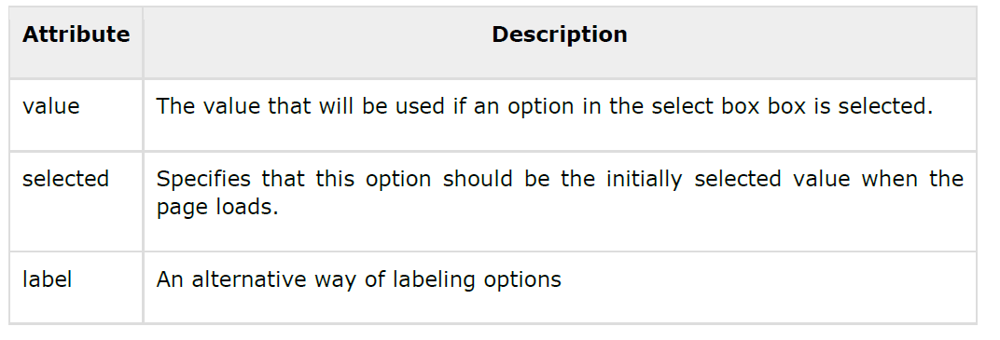 Attribute Description
value The value that will be used if an option in the select box box is selected.
selected Specifies that this option should be the initially selected value when the
page loads.
label An alternative way of labeling options